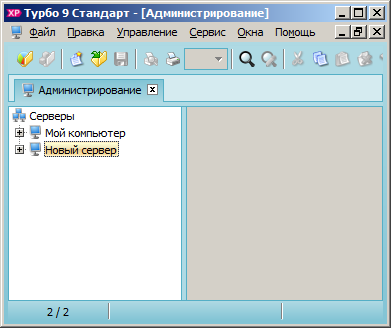 XP Турбо 9 Стандарт - [Администрирование]
Файл Правка Управление Сервис Окна Помощь
Администрирование
Серверы
Мой компьютер
Новый сервер
2 / 2